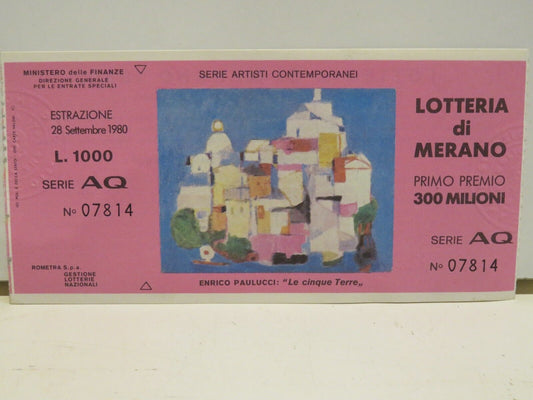 MINISTERO delle FINANZE
DIREZIONE GENERALE
PER LE ENTRATE SPECIALI
ESTRAZIONE
28 Settembre 1980
L. 1000
SERIE AQ
No 07814
ROMETRA S.p.a.
GESTIONE
LOTTERIE
NAZIONALI
SERIE ARTISTI CONTEMPORANEI
ENRICO PAULUCCI: “Le cinque Terre„
LOTTERIA
di
MERANO
PRIMO PREMIO
300 MILIONI
SERIE AQ
No 07814